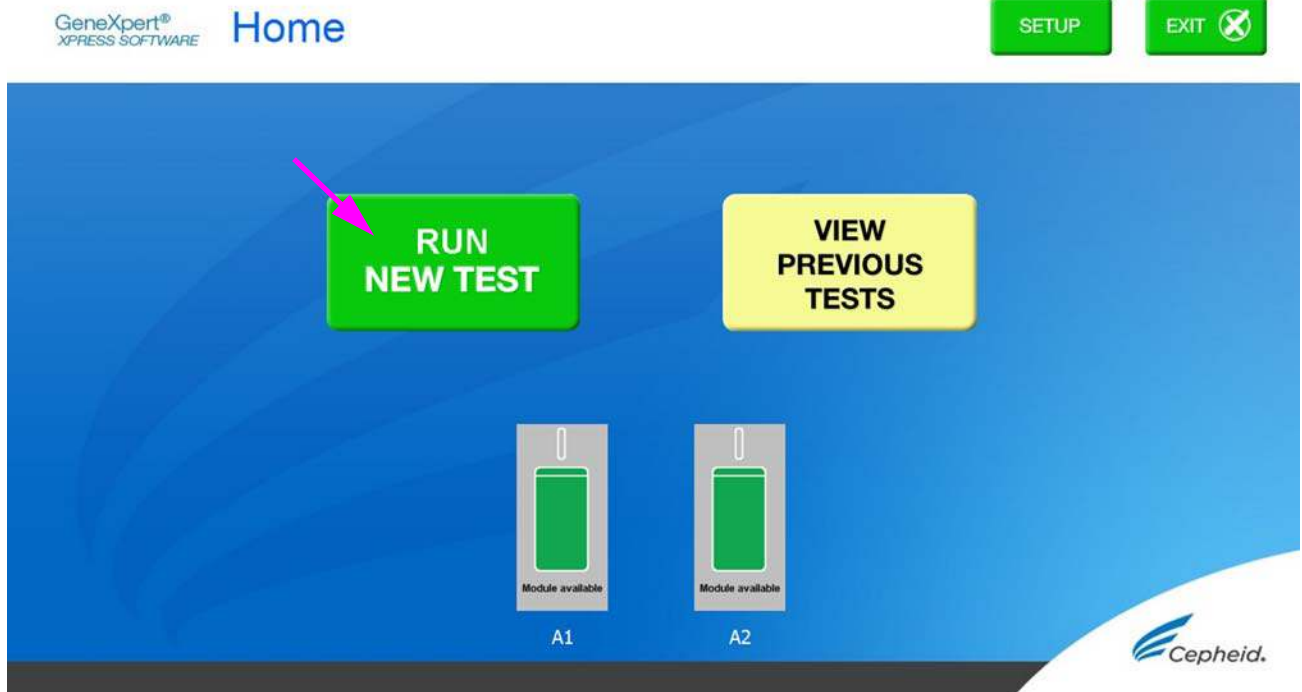 GeneXpert®
XPRESS SOFTWARE
Home
SETUP
EXIT
RUN
NEW TEST
VIEW
PREVIOUS
TESTS
Module available
Module available
A1
A2
Cepheid.